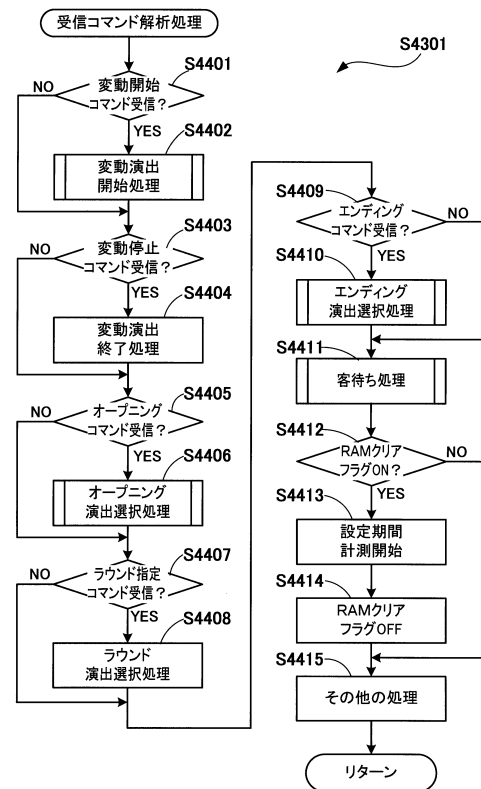 受信コマンド解析処理
S4301
S4401
変動開始
コマンド受信?
NO
YES
S4402
変動演出
開始処理
S4403
変動停止
コマンド受信?
NO
YES
S4404
変動演出
終了処理
S4405
オープニング
コマンド受信?
NO
YES
S4406
オープニング
演出選択処理
S4407
ラウンド指定
コマンド受信?
NO
YES
S4408
ラウンド
演出選択処理
S4409
エンディング
コマンド受信?
NO
YES
S4410
エンディング
演出選択処理
S4411
客待ち処理
S4412
RAMクリア
フラグON?
NO
YES
S4413
設定期間
計測開始
S4414
RAMクリア
フラグOFF
S4415
その他の処理
リターン